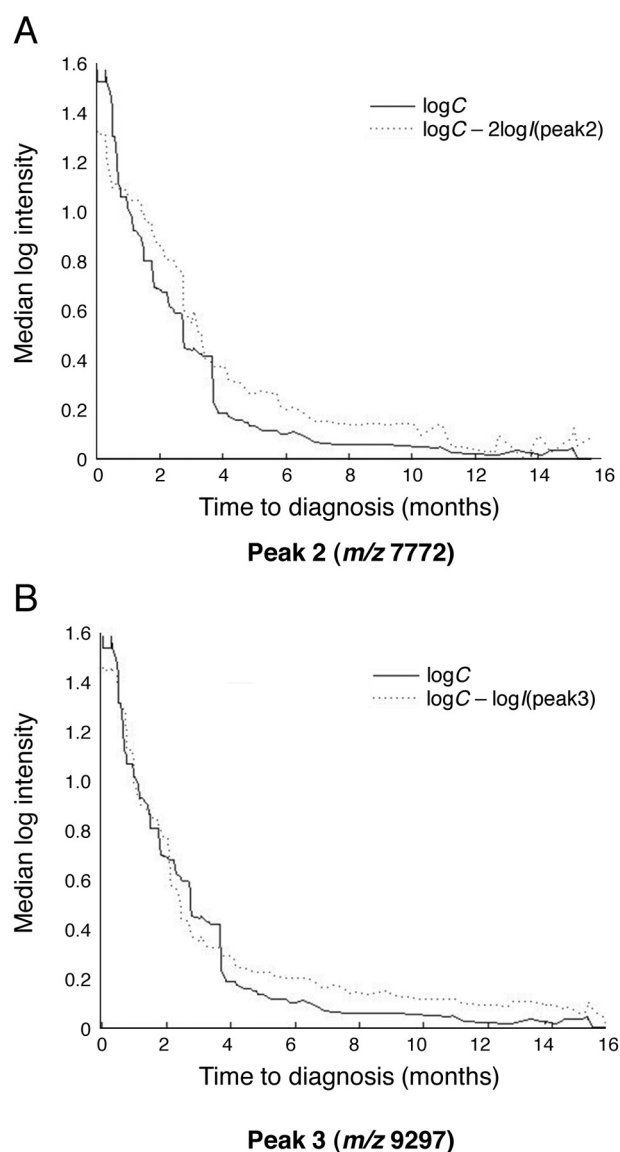 A
1.6
1.4
1.2
1.0
0.8
0.6
0.4
0.2
0
Median log intensity
logC
logC – 2logI(peak2)
0 2 4 6 8 10 12 14 16
Time to diagnosis (months)
Peak 2 (m/z 7772)
B
1.6
1.4
1.2
1.0
0.8
0.6
0.4
0.2
0
Median log intensity
logC
logC – logI(peak3)
0 2 4 6 8 10 12 14 16
Time to diagnosis (months)
Peak 3 (m/z 9297)